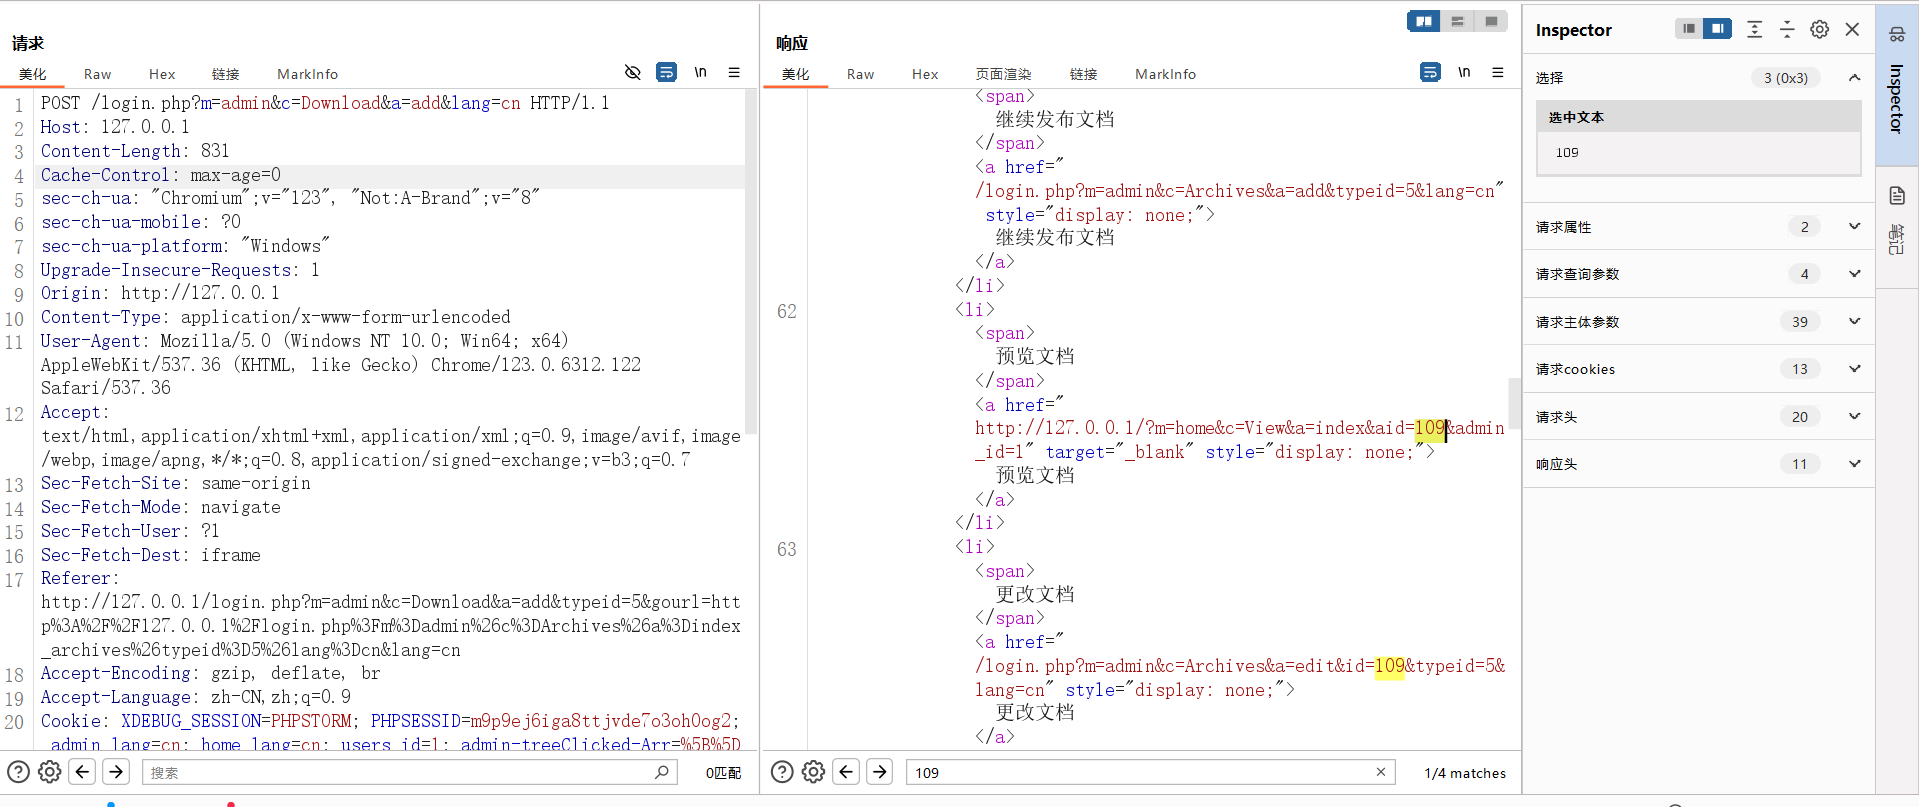 请求
美化 Raw Hex 链接 MarkInfo \n
1 POST /login.php?m=admin&c=Download&a=add&lang=cn HTTP/1.1
2 Host: 127.0.0.1
3 Content-Length: 831
4 Cache-Control: max-age=0
5 sec-ch-ua: "Chromium";v="123", "Not:A-Brand";v="8"
6 sec-ch-ua-mobile: ?0
7 sec-ch-ua-platform: "Windows"
8 Upgrade-Insecure-Requests: 1
9 Origin: http://127.0.0.1
10 Content-Type: application/x-www-form-urlencoded
11 User-Agent: Mozilla/5.0 (Windows NT 10.0; Win64; x64)
AppleWebKit/537.36 (KHTML, like Gecko) Chrome/123.0.6312.122
Safari/537.36
12 Accept:
text/html,application/xhtml+xml,application/xml;q=0.9,image/avif,image
/webp,image/apng,*/*;q=0.8,application/signed-exchange;v=b3;q=0.7
13 Sec-Fetch-Site: same-origin
14 Sec-Fetch-Mode: navigate
15 Sec-Fetch-User: ?1
16 Sec-Fetch-Dest: iframe
17 Referer:
http://127.0.0.1/login.php?m=admin&c=Download&a=add&typeid=5&gourl=htt
p%3A%2F%2F127.0.0.1%2Flogin.php%3Fm%3Dadmin%26c%3DArchives%26a%3Dindex
_archives%26typeid%3D5%26lang%3Dcn&lang=cn
18 Accept-Encoding: gzip, deflate, br
19 Accept-Language: zh-CN,zh;q=0.9
20 Cookie: XDEBUG_SESSION=PHPSTORM; PHPSESSID=m9p9ej6iga8ttjvde7o3oh0og2;
admin_lang=cn; home_lang=cn; users_id=1; admin-treeClicked-Arr=%5B%5D
搜索 0匹配
响应
美化 Raw Hex 页面渲染 链接 MarkInfo \n
<span>
继续发布文档
</span>
<a href="
/login.php?m=admin&c=Archives&a=add&typeid=5&lang=cn"
style="display: none;">
继续发布文档
</a>
</li>
62 <li>
<span>
预览文档
</span>
<a href="
http://127.0.0.1/?m=home&c=View&a=index&aid=109&admin
_id=1" target="_blank" style="display: none;">
预览文档
</a>
</li>
63 <li>
<span>
更改文档
</span>
<a href="
/login.php?m=admin&c=Archives&a=edit&id=109&typeid=5&
lang=cn" style="display: none;">
更改文档
</a>
109 1/4 matches
Inspector
选择 3 (0x3)
选中文本
109
请求属性 2
请求查询参数 4
请求主体参数 39
请求cookies 13
请求头 20
响应头 11
Inspector
笔记